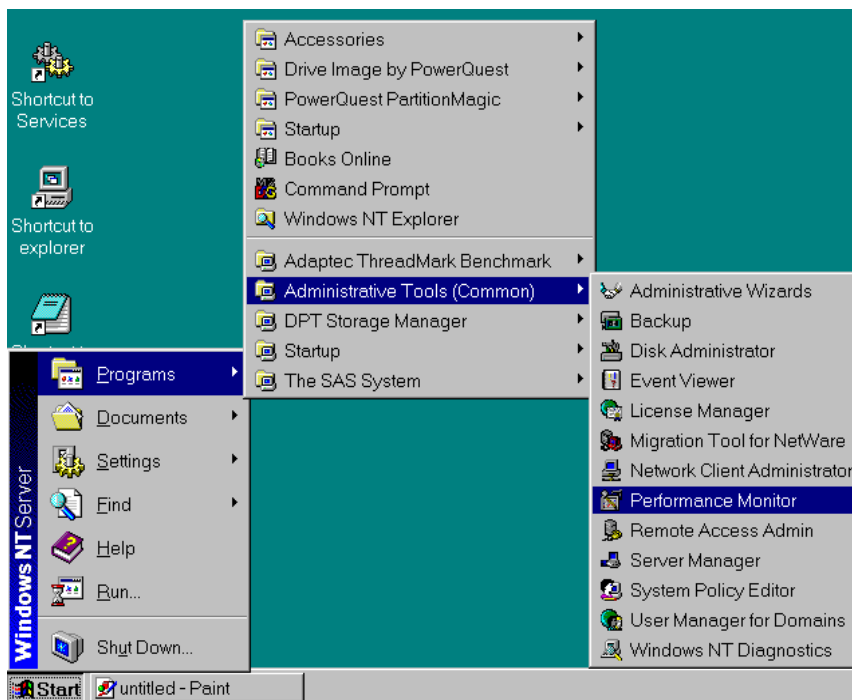 Shortcut to
Services
Shortcut to
explorer
Accessories
Drive Image by PowerQuest
PowerQuest PartitionMagic
Startup
Books Online
Command Prompt
Windows NT Explorer
Adaptec ThreadMark Benchmark
Administrative Tools (Common)
DPT Storage Manager
Startup
The SAS System
Administrative Wizards
Backup
Disk Administrator
Event Viewer
License Manager
Migration Tool for NetWare
Network Client Administrator
Performance Monitor
Remote Access Admin
Server Manager
System Policy Editor
User Manager for Domains
Windows NT Diagnostics
Programs
Documents
Settings
Find
Help
Run...
Shut Down...
Windows NT Server
Start
untitled - Paint